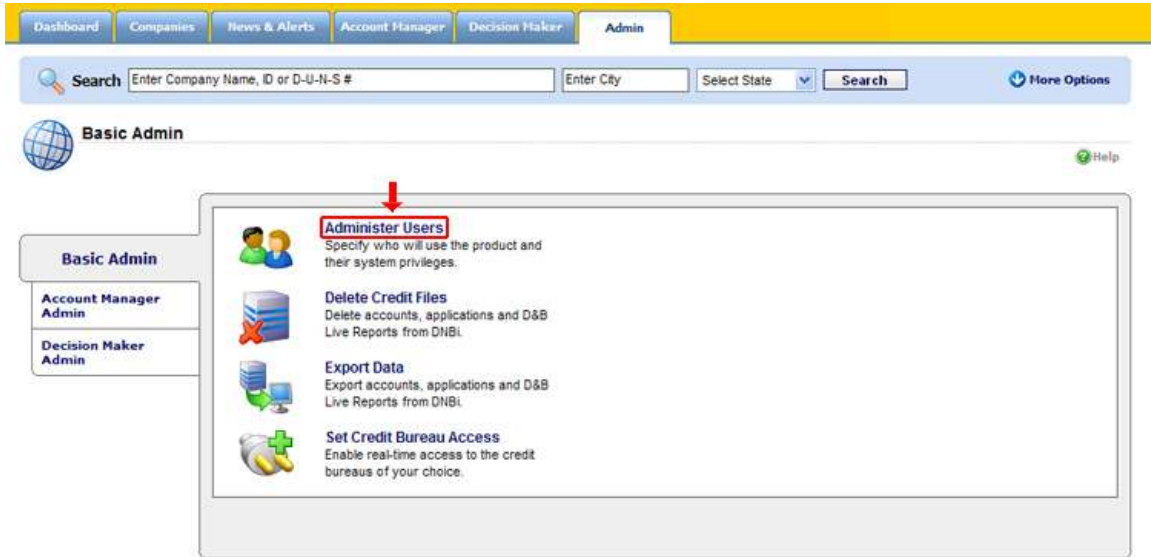 Dashboard Companies News & Alerts Account Manager Decision Maker Admin
Search Enter Company Name, ID or D-U-N-S # Enter City Select State Search More Options
Basic Admin
Help
Administer Users
Specify who will use the product and
their system privileges.
Basic Admin
Delete Credit Files
Delete accounts, applications and D&B
Live Reports from DNBi.
Account Manager
Admin
Decision Maker
Admin
Export Data
Export accounts, applications and D&B
Live Reports from DNBi.
Set Credit Bureau Access
Enable real-time access to the credit
bureaus of your choice.